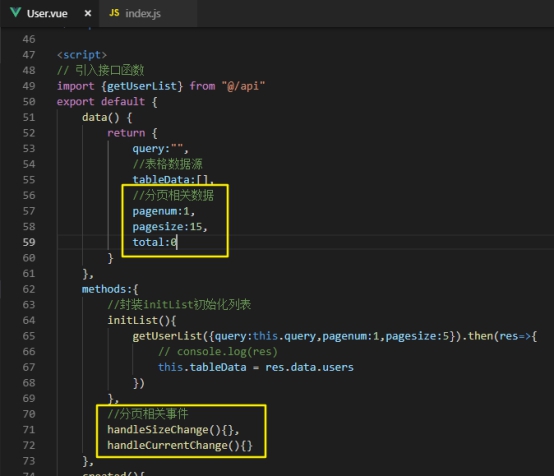 User.vue × JS index.js
46
47 <script>
48 // 引入接口函数
49 import {getUserList} from "@/api"
50 export default {
51 data() {
52 return {
53 query:"",
54 //表格数据源
55 tableData:[],
56 //分页相关数据
57 pagenum:1,
58 pagesize:15,
59 total:0
60 }
61 },
62 methods:{
63 //封装initList初始化列表
64 initList(){
65 getUserList({query:this.query,pagenum:1,pagesize:5}).then(res=>{
66 // console.log(res)
67 this.tableData = res.data.users
68 })
69 },
70 //分页相关事件
71 handleSizeChange(){},
72 handleCurrentChange(){}
73 },
74 created(){